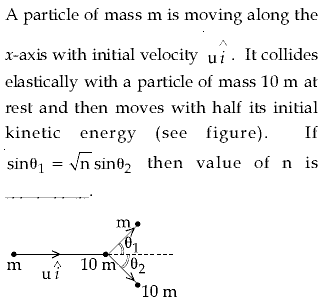 A particle of mass m is moving along the
x-axis with initial velocity u î . It collides
elastically with a particle of mass 10 m at
rest and then moves with half its initial
kinetic energy (see figure). If
sinθ₁ = √n sinθ₂ then value of n is
________.
m
θ₁
m u î 10 m θ₂
10 m